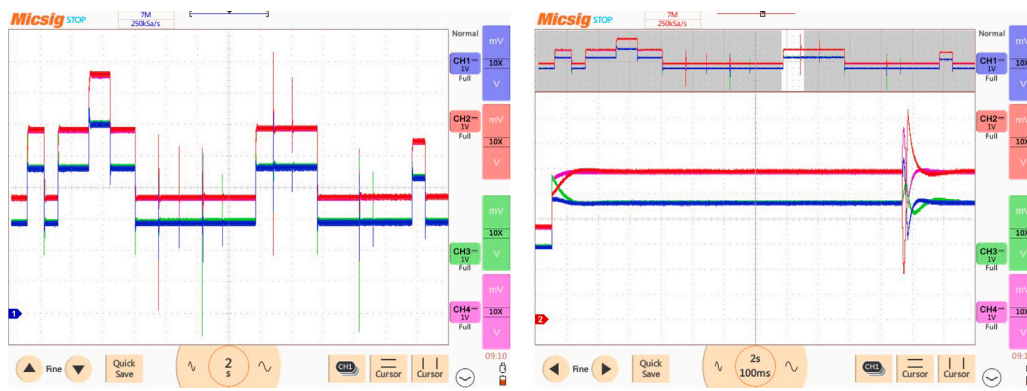 Micsig STOP
7M
250kSa/s
Normal
CH1
1V
Full
mV
10X
V
CH2
1V
Full
mV
10X
V
CH3
1V
Full
mV
10X
V
CH4
1V
Full
mV
10X
V
1
Fine
Quick
Save
2
s
CH1
Cursor
Cursor
09:10
Micsig STOP
7M
250kSa/s
Normal
CH1
1V
Full
mV
10X
V
CH2
1V
Full
mV
10X
V
CH3
1V
Full
mV
10X
V
CH4
1V
Full
mV
10X
V
2
Fine
Quick
Save
2s
100ms
CH1
Cursor
Cursor